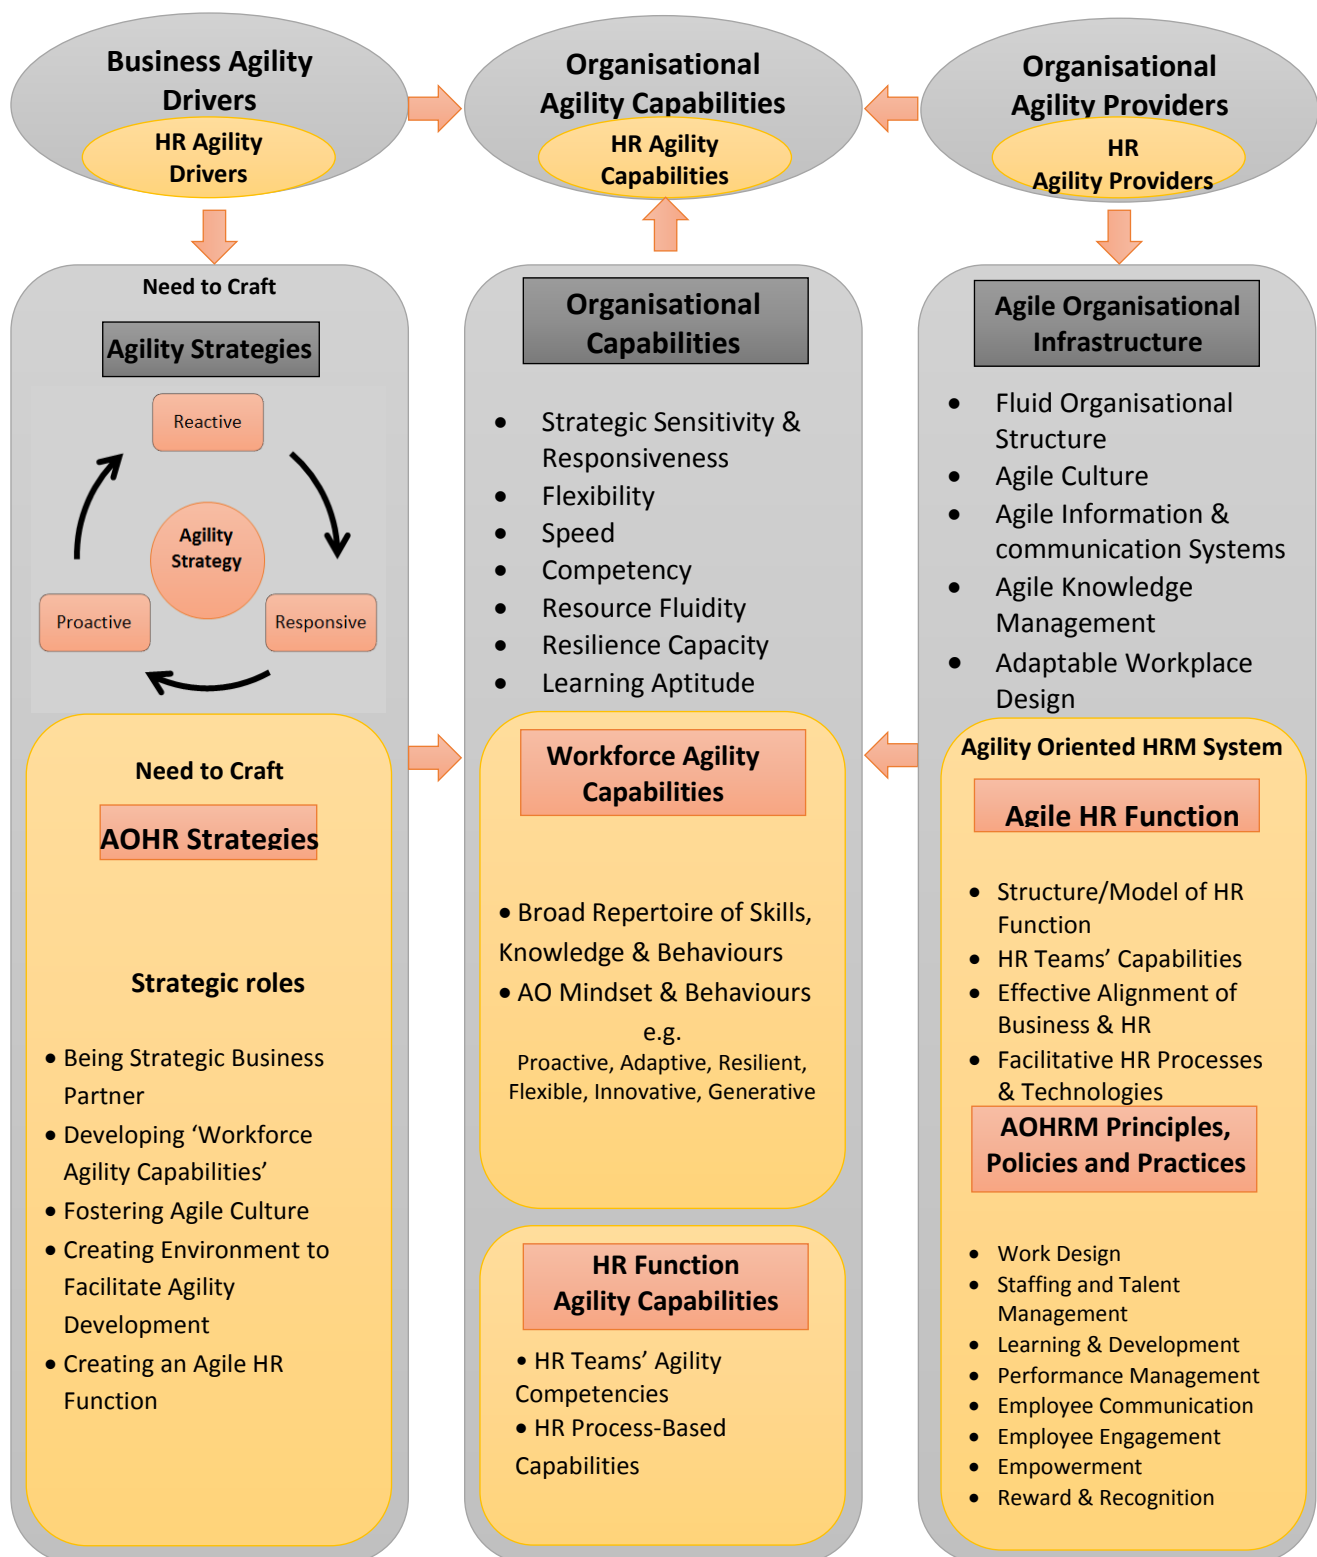 Business Agility
Drivers
HR Agility
Drivers
Organisational
Agility Capabilities
HR Agility
Capabilities
Organisational
Agility Providers
HR
Agility Providers
Need to Craft
Agility Strategies
Reactive
Agility
Strategy
Proactive
Responsive
Need to Craft
AOHR Strategies
Strategic roles
• Being Strategic Business
Partner
• Developing ‘Workforce
Agility Capabilities’
• Fostering Agile Culture
• Creating Environment to
Facilitate Agility
Development
• Creating an Agile HR
Function
Organisational
Capabilities
• Strategic Sensitivity &
Responsiveness
• Flexibility
• Speed
• Competency
• Resource Fluidity
• Resilience Capacity
• Learning Aptitude
Workforce Agility
Capabilities
• Broad Repertoire of Skills,
Knowledge & Behaviours
• AO Mindset & Behaviours
e.g.
Proactive, Adaptive, Resilient,
Flexible, Innovative, Generative
HR Function
Agility Capabilities
• HR Teams’ Agility
Competencies
• HR Process-Based
Capabilities
Agile Organisational
Infrastructure
• Fluid Organisational
Structure
• Agile Culture
• Agile Information &
communication Systems
• Agile Knowledge
Management
• Adaptable Workplace
Design
Agility Oriented HRM System
Agile HR Function
• Structure/Model of HR
Function
• HR Teams’ Capabilities
• Effective Alignment of
Business & HR
• Facilitative HR Processes
& Technologies
AOHRM Principles,
Policies and Practices
• Work Design
• Staffing and Talent
Management
• Learning & Development
• Performance Management
• Employee Communication
• Employee Engagement
• Empowerment
• Reward & Recognition